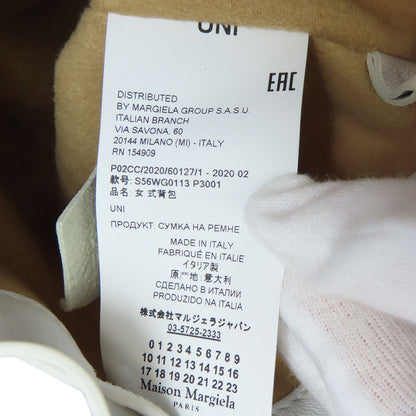 UNI
EAC
DISTRIBUTED
BY MARGIELA GROUP S.A.S.U.
ITALIAN BRANCH
VIA SAVONA, 60
20144 MILANO (MI) - ITALY
RN 154909
P02CC/2020/60127/1 - 2020 02
款号: S56WG0113 P3001
品 名: 女 式 背包
UNI
ПРОДУКТ: СУМКА НА РЕМНЕ
MADE IN ITALY
FABRIQUÉ EN ITALIE
イタリア製
原 产 地: 意 大 利
СДЕЛАНО В ИТАЛИИ
PRODUZIDO NA ITALIA
株式会社マルジェラジャパン
03-5725-2333
0 1 2 3 4 5 6 7 8 9
10 11 12 13 14 15 16
17 18 19 20 21 22 23
Maison Margiela
PARIS